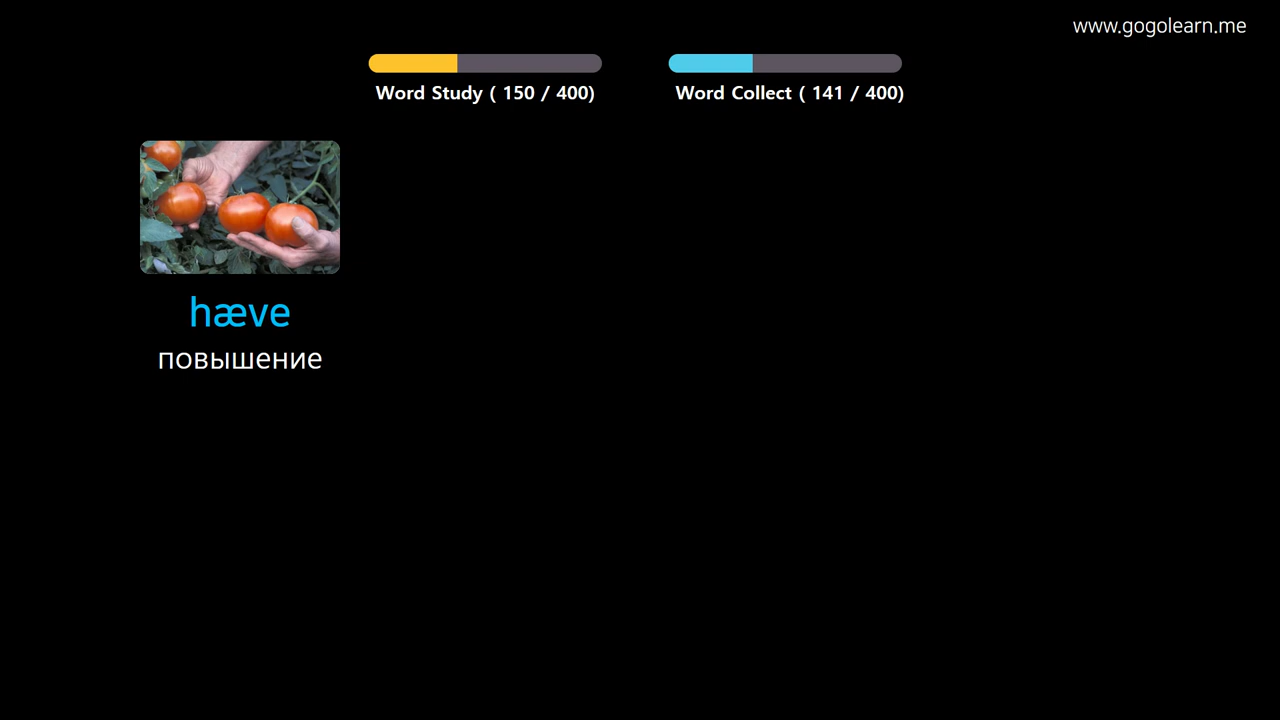 www.gogolearn.me
Word Study ( 150 / 400)
Word Collect ( 141 / 400)
hæve
повышение